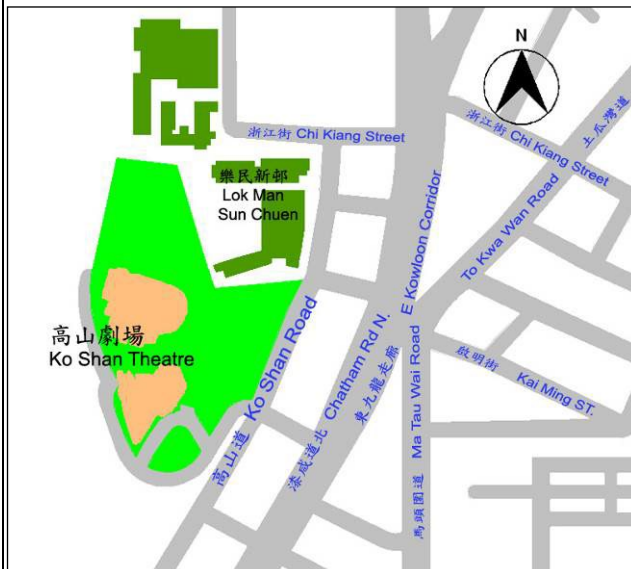 N
浙江街 Chi Kiang Street
浙江街 Chi Kiang Street
土瓜灣道
To Kwa Wan Road
樂民新邨
Lok Man
Sun Chuen
E Kowloon Corridor
東九龍走廊
高山劇場
Ko Shan Theatre
高山道 Ko Shan Road
漆咸道北 Chatham Rd N.
馬頭圍道 Ma Tau Wai Road
啟明街 Kai Ming ST.